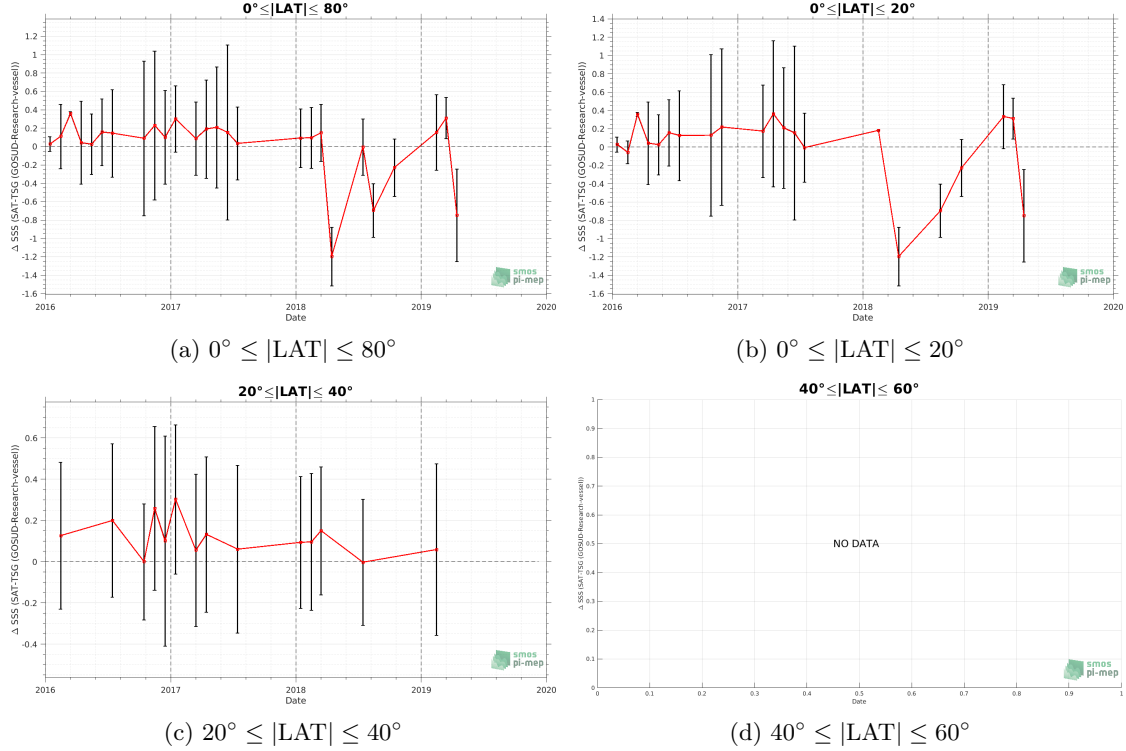 0°≤|LAT|≤ 80°
Δ SSS (SAT-TSG (GOSUD-Research-vessel))
1.2
1
0.8
0.6
0.4
0.2
0
-0.2
-0.4
-0.6
-0.8
-1
-1.2
-1.4
-1.6
2016
2017
2018
2019
2020
Date
smos
pi-mep
(a) 0° ≤ |LAT| ≤ 80°
0°≤|LAT|≤ 20°
Δ SSS (SAT-TSG (GOSUD-Research-vessel))
1.4
1.2
1
0.8
0.6
0.4
0.2
0
-0.2
-0.4
-0.6
-0.8
-1
-1.2
-1.4
-1.6
2016
2017
2018
2019
2020
Date
smos
pi-mep
(b) 0° ≤ |LAT| ≤ 20°
20°≤|LAT|≤ 40°
Δ SSS (SAT-TSG (GOSUD-Research-vessel))
0.6
0.4
0.2
0
-0.2
-0.4
2016
2017
2018
2019
2020
Date
smos
pi-mep
(c) 20° ≤ |LAT| ≤ 40°
40°≤|LAT|≤ 60°
Δ SSS (SAT-TSG (GOSUD-Research-vessel))
1
0.9
0.8
0.7
0.6
0.5
0.4
0.3
0.2
0.1
0
NO DATA
0
0.1
0.2
0.3
0.4
0.5
0.6
0.7
0.8
0.9
1
Date
smos
pi-mep
(d) 40° ≤ |LAT| ≤ 60°